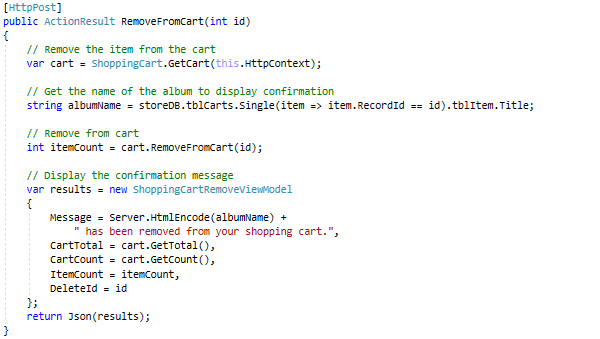 [HttpPost]
public ActionResult RemoveFromCart(int id)
{
    // Remove the item from the cart
    var cart = ShoppingCart.GetCart(this.HttpContext);

    // Get the name of the album to display confirmation
    string albumName = storeDB.tblCarts.Single(item => item.RecordId == id).tblItem.Title;

    // Remove from cart
    int itemCount = cart.RemoveFromCart(id);

    // Display the confirmation message
    var results = new ShoppingCartRemoveViewModel
    {
        Message = Server.HtmlEncode(albumName) +
            " has been removed from your shopping cart.",
        CartTotal = cart.GetTotal(),
        CartCount = cart.GetCount(),
        ItemCount = itemCount,
        DeleteId = id
    };
    return Json(results);
}